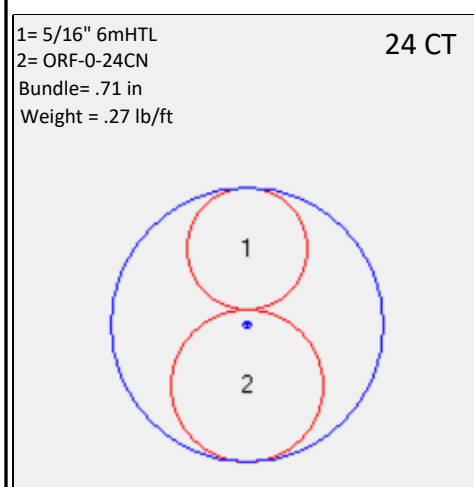 1= 5/16" 6mHTL
24 CT
2= ORF-0-24CN
Bundle= .71 in
Weight = .27 lb/ft
1
2